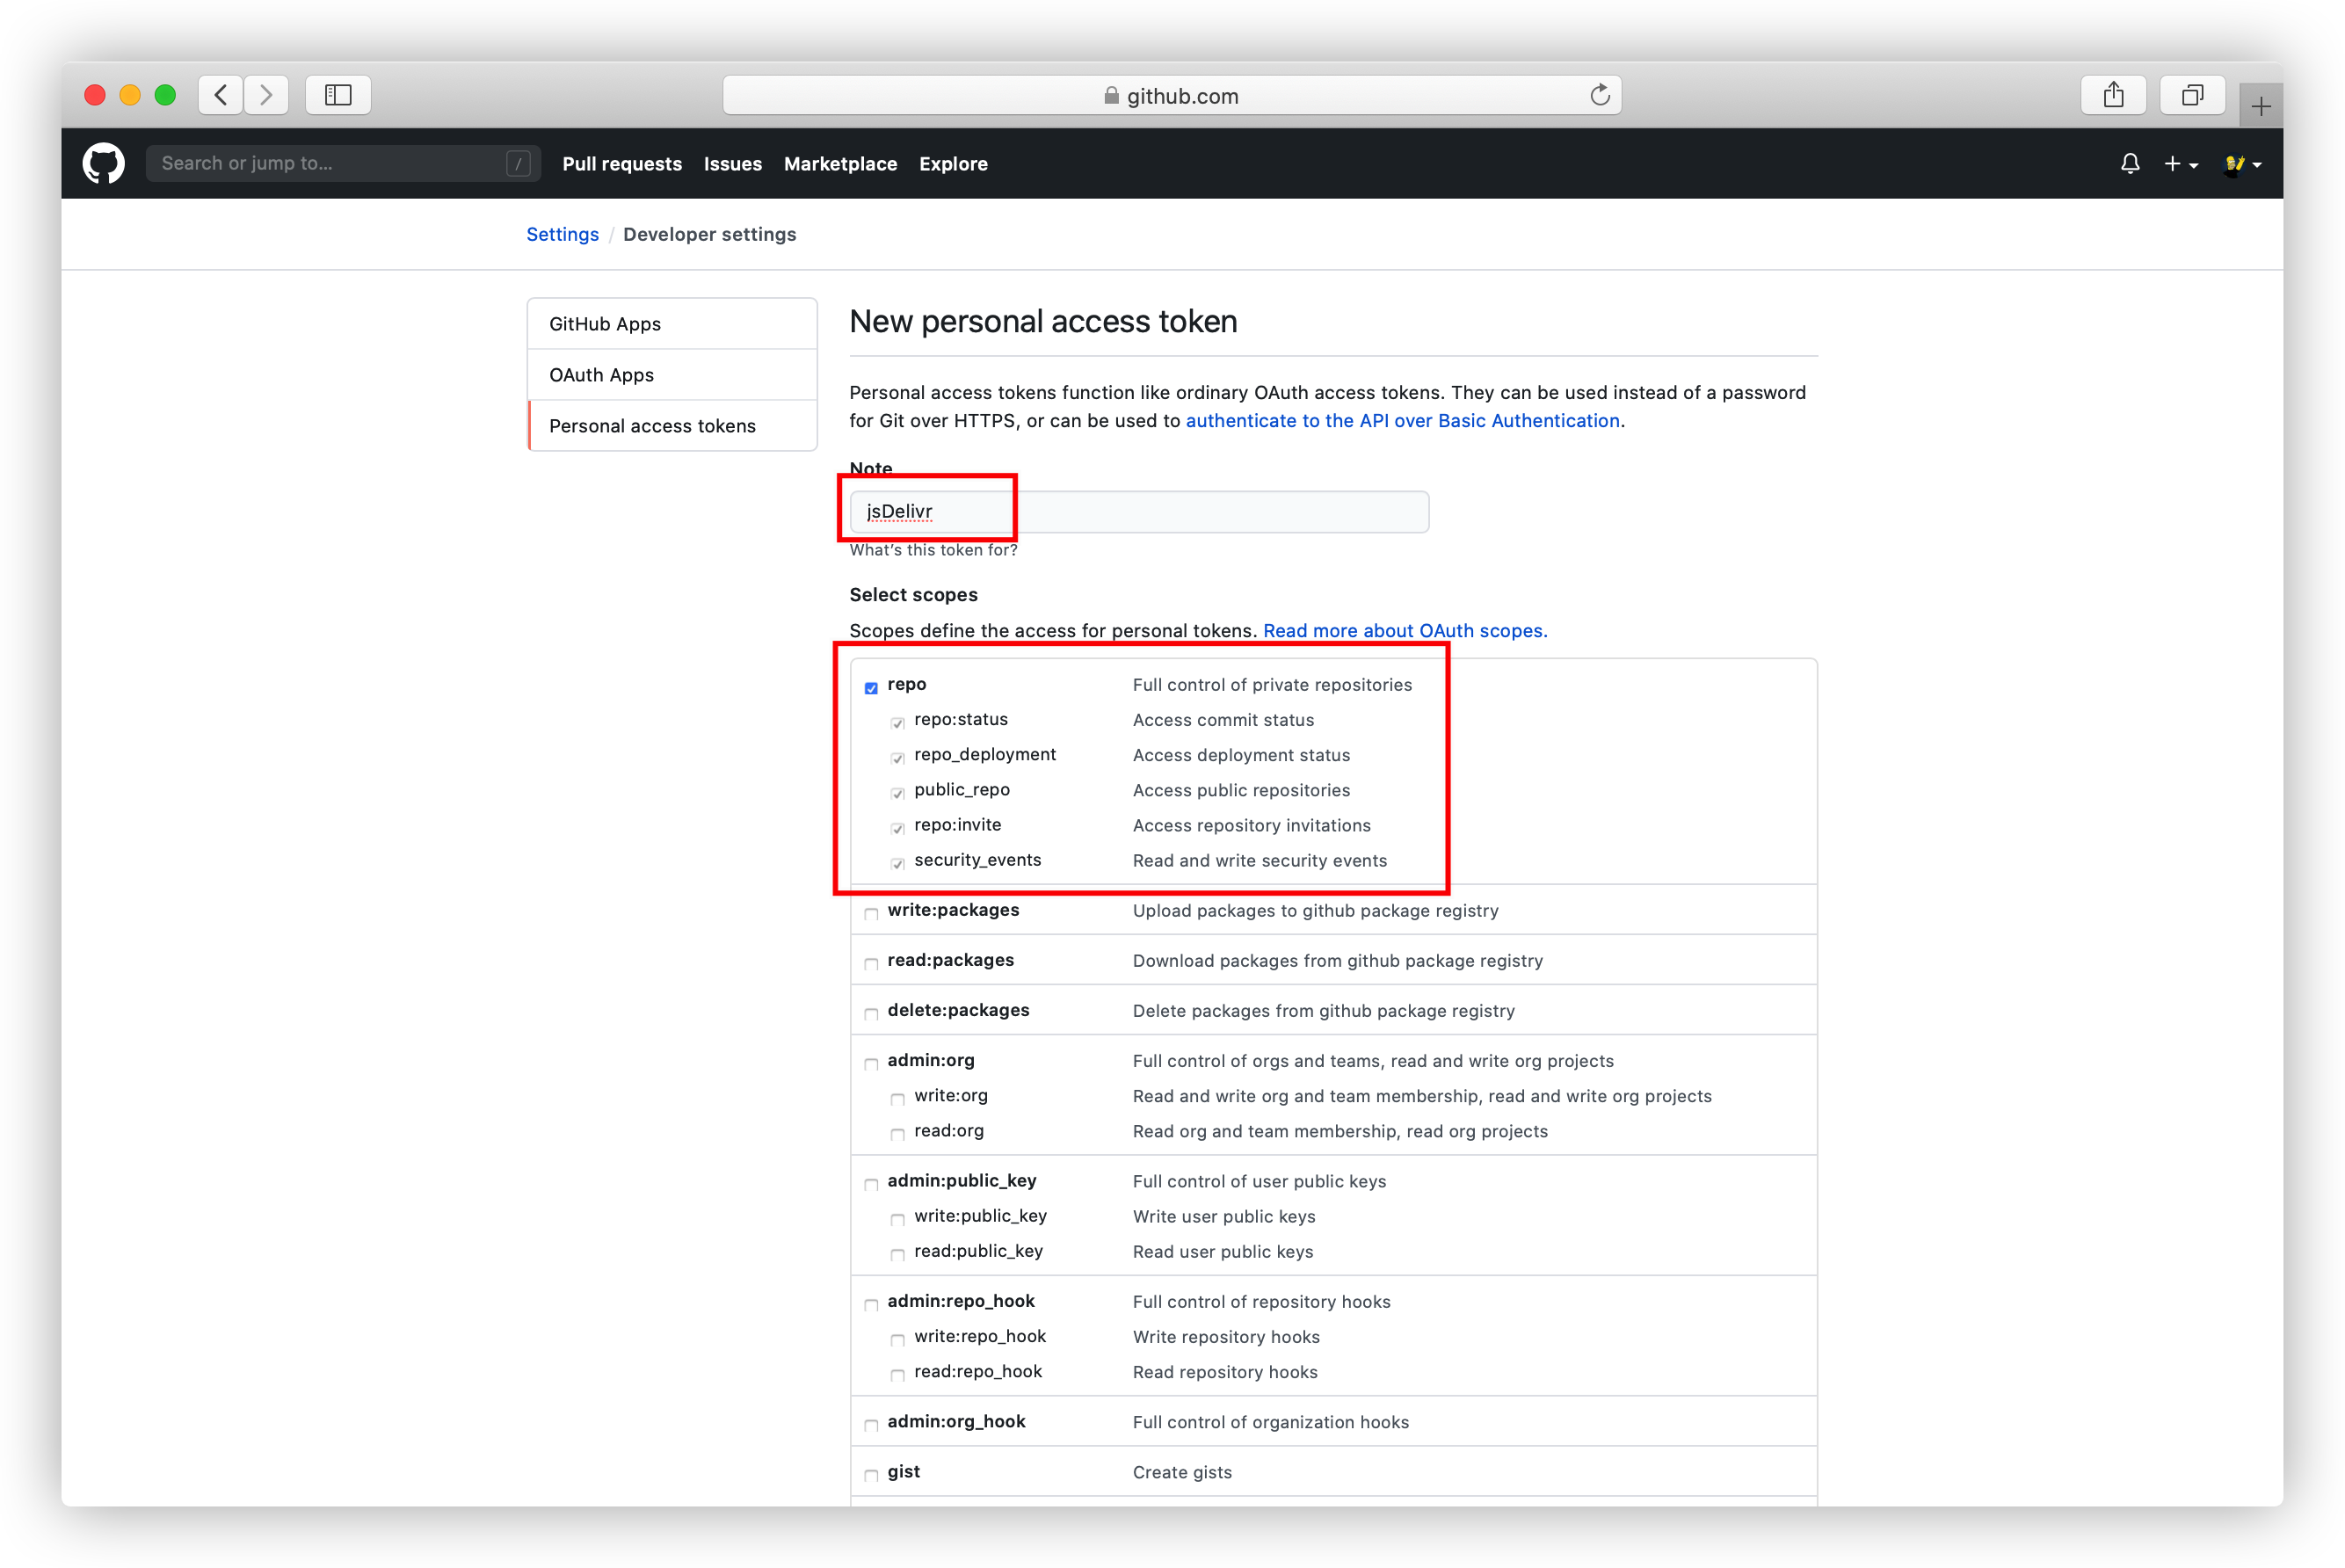 github.com
Search or jump to...
/
Pull requests
Issues
Marketplace
Explore
Settings / Developer settings
GitHub Apps
OAuth Apps
Personal access tokens
New personal access token
Personal access tokens function like ordinary OAuth access tokens. They can be used instead of a password
for Git over HTTPS, or can be used to authenticate to the API over Basic Authentication.
Note
jsDelivr
What's this token for?
Select scopes
Scopes define the access for personal tokens. Read more about OAuth scopes.
repo Full control of private repositories
repo:status Access commit status
repo_deployment Access deployment status
public_repo Access public repositories
repo:invite Access repository invitations
security_events Read and write security events
write:packages Upload packages to github package registry
read:packages Download packages from github package registry
delete:packages Delete packages from github package registry
admin:org Full control of orgs and teams, read and write org projects
write:org Read and write org and team membership, read and write org projects
read:org Read org and team membership, read org projects
admin:public_key Full control of user public keys
write:public_key Write user public keys
read:public_key Read user public keys
admin:repo_hook Full control of repository hooks
write:repo_hook Write repository hooks
read:repo_hook Read repository hooks
admin:org_hook Full control of organization hooks
gist Create gists